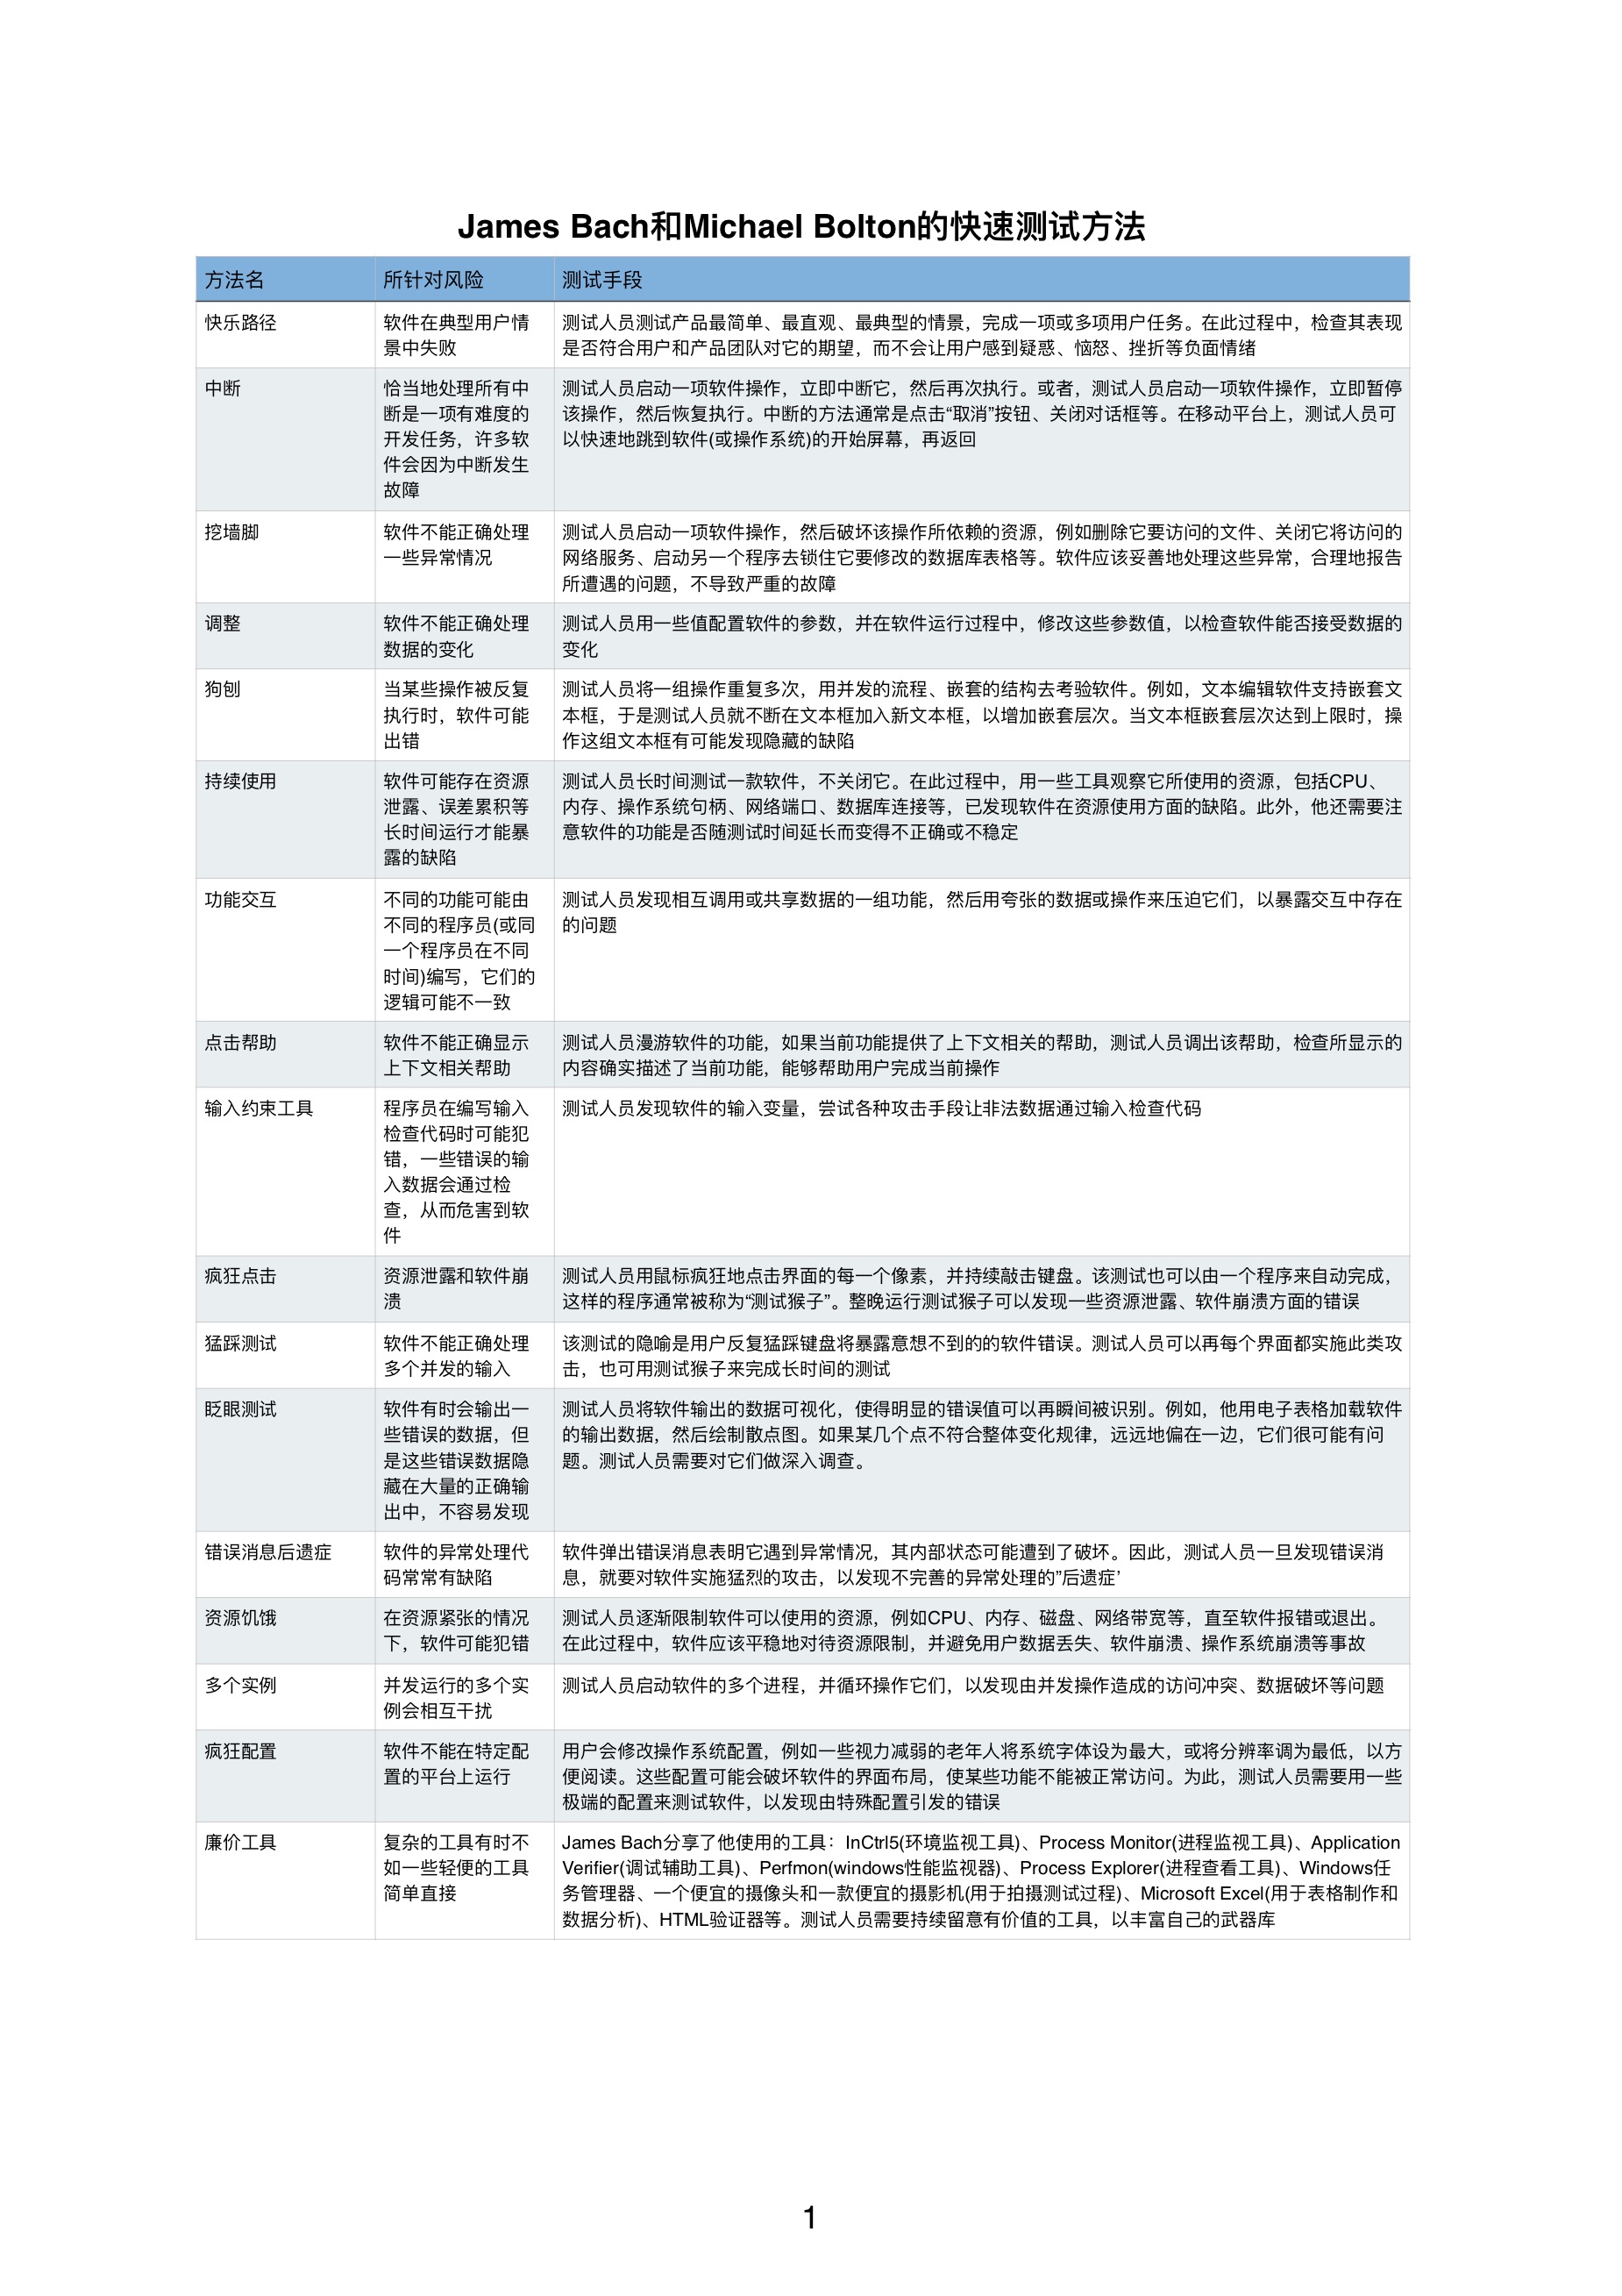 James Bach和Michael Bolton的快速测试方法
方法名
所针对风险
测试手段
快乐路径
软件在典型用户情
景中失败
测试人员测试产品最简单、最直观、最典型的情景，完成一项或多项用户任务。在此过程中，检查其表现
是否符合用户和产品团队对它的期望，而不会让用户感到疑惑、恼怒、挫折等负面情绪
中断
恰当地处理所有中
断是一项有难度的
开发任务，许多软
件会因为中断发生
故障
测试人员启动一项软件操作，立即中断它，然后再次执行。或者，测试人员启动一项软件操作，立即暂停
该操作，然后恢复执行。中断的方法通常是点击“取消”按钮、关闭对话框等。在移动平台上，测试人员可
以快速地跳到软件(或操作系统)的开始屏幕，再返回
挖墙脚
软件不能正确处理
一些异常情况
测试人员启动一项软件操作，然后破坏该操作所依赖的资源，例如删除它要访问的文件、关闭它将访问的
网络服务、启动另一个程序去锁住它要修改的数据库表格等。软件应该妥善地处理这些异常，合理地报告
所遭遇的问题，不导致严重的故障
调整
软件不能正确处理
数据的变化
测试人员用一些值配置软件的参数，并在软件运行过程中，修改这些参数值，以检查软件能否接受数据的
变化
狗刨
当某些操作被反复
执行时，软件可能
出错
测试人员将一组操作重复多次，用并发的流程、嵌套的结构去考验软件。例如，文本编辑软件支持嵌套文
本框，于是测试人员就不断在文本框加入新文本框，以增加嵌套层次。当文本框嵌套层次达到上限时，操
作这组文本框有可能发现隐藏的缺陷
持续使用
软件可能存在资源
泄露、误差累积等
长时间运行才能暴
露的缺陷
测试人员长时间测试一款软件，不关闭它。在此过程中，用一些工具观察它所使用的资源，包括CPU、
内存、操作系统句柄、网络端口、数据库连接等，已发现软件在资源使用方面的缺陷。此外，他还需要注
意软件的功能是否随测试时间延长而变得不正确或不稳定
功能交互
不同的功能可能由
不同的程序员(或同
一个程序员在不同
时间)编写，它们的
逻辑可能不一致
测试人员发现相互调用或共享数据的一组功能，然后用夸张的数据或操作来压迫它们，以暴露交互中存在
的问题
点击帮助
软件不能正确显示
上下文相关帮助
测试人员漫游软件的功能，如果当前功能提供了上下文相关的帮助，测试人员调出该帮助，检查所显示的
内容确实描述了当前功能，能够帮助用户完成当前操作
输入约束工具
程序员在编写输入
检查代码时可能犯
错，一些错误的输
入数据会通过检
查，从而危害到软
件
测试人员发现软件的输入变量，尝试各种攻击手段让非法数据通过输入检查代码
疯狂点击
资源泄露和软件崩
溃
测试人员用鼠标疯狂地点击界面的每一个像素，并持续敲击键盘。该测试也可以由一个程序来自动完成，
这样的程序通常被称为“测试猴子”。整晚运行测试猴子可以发现一些资源泄露、软件崩溃方面的错误
猛踩测试
软件不能正确处理
多个并发的输入
该测试的隐喻是用户反复猛踩键盘将暴露意想不到的的软件错误。测试人员可以再每个界面都实施此类攻
击，也可用测试猴子来完成长时间的测试
眨眼测试
软件有时会输出一
些错误的数据，但
是这些错误数据隐
藏在大量的正确输
出中，不容易发现
测试人员将软件输出的数据可视化，使得明显的错误值可以再瞬间被识别。例如，他用电子表格加载软件
的输出数据，然后绘制散点图。如果某几个点不符合整体变化规律，远远地偏在一边，它们很可能有问
题。测试人员需要对它们做深入调查。
错误消息后遗症
软件的异常处理代
码常常有缺陷
软件弹出错误消息表明它遇到异常情况，其内部状态可能遭到了破坏。因此，测试人员一旦发现错误消
息，就要对软件实施猛烈的攻击，以发现不完善的异常处理的”后遗症’
资源饥饿
在资源紧张的情况
下，软件可能犯错
测试人员逐渐限制软件可以使用的资源，例如CPU、内存、磁盘、网络带宽等，直至软件报错或退出。
在此过程中，软件应该平稳地对待资源限制，并避免用户数据丢失、软件崩溃、操作系统崩溃等事故
多个实例
并发运行的多个实
例会相互干扰
测试人员启动软件的多个进程，并循环操作它们，以发现由并发操作造成的访问冲突、数据破坏等问题
疯狂配置
软件不能在特定配
置的平台上运行
用户会修改操作系统配置，例如一些视力减弱的老年人将系统字体设为最大，或将分辨率调为最低，以方
便阅读。这些配置可能会破坏软件的界面布局，使某些功能不能被正常访问。为此，测试人员需要用一些
极端的配置来测试软件，以发现由特殊配置引发的错误
廉价工具
复杂的工具有时不
如一些轻便的工具
简单直接
James Bach分享了他使用的工具：InCtrl5(环境监视工具)、Process Monitor(进程监视工具)、Application
Verifier(调试辅助工具)、Perfmon(windows性能监视器)、Process Explorer(进程查看工具)、Windows任
务管理器、一个便宜的摄像头和一款便宜的摄影机(用于拍摄测试过程)、Microsoft Excel(用于表格制作和
数据分析)、HTML验证器等。测试人员需要持续留意有价值的工具，以丰富自己的武器库
1